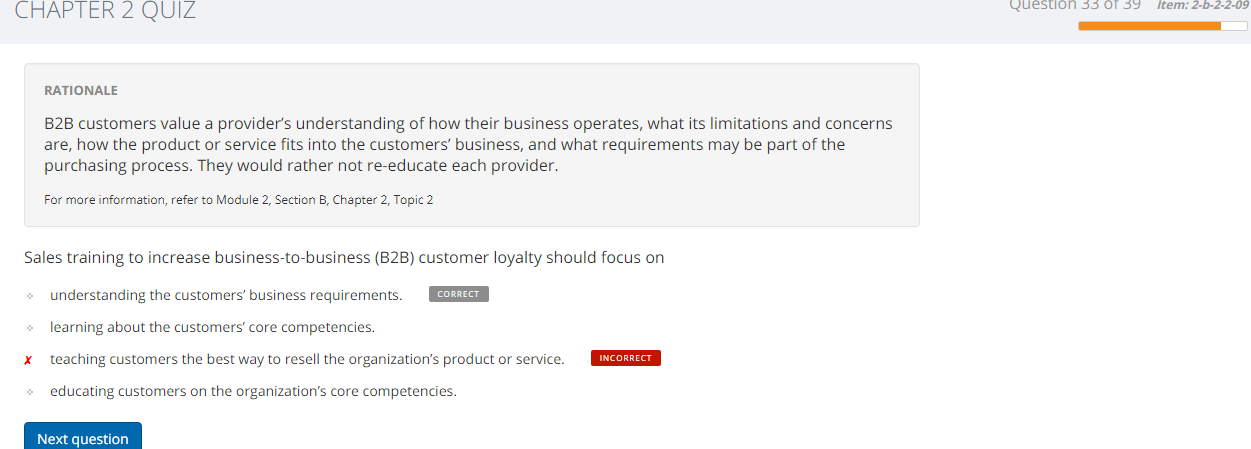 CHAPTER 2 QUIZ
Question 33 of 39 Item: 2-b-2-2-09
RATIONALE
B2B customers value a provider’s understanding of how their business operates, what its limitations and concerns
are, how the product or service fits into the customers’ business, and what requirements may be part of the
purchasing process. They would rather not re-educate each provider.
For more information, refer to Module 2, Section B, Chapter 2, Topic 2
Sales training to increase business-to-business (B2B) customer loyalty should focus on
understanding the customers’ business requirements. CORRECT
learning about the customers’ core competencies.
✗ teaching customers the best way to resell the organization’s product or service. INCORRECT
educating customers on the organization’s core competencies.
Next question